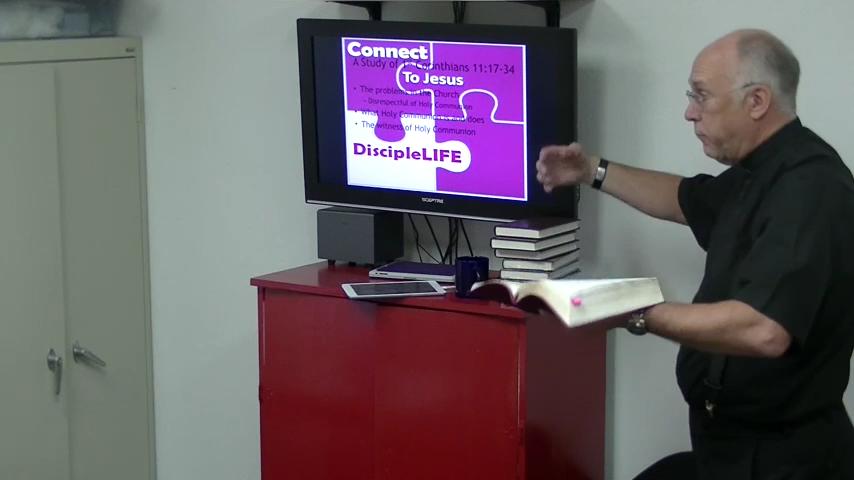 Connect
A Study of 1 Corinthians 11:17-34
To Jesus
• The problems in the Church
- Disrespectful of Holy Communion
• What Holy Communion is and does
• The witness of Holy Communion
DiscipleLIFE
SCEPTRE